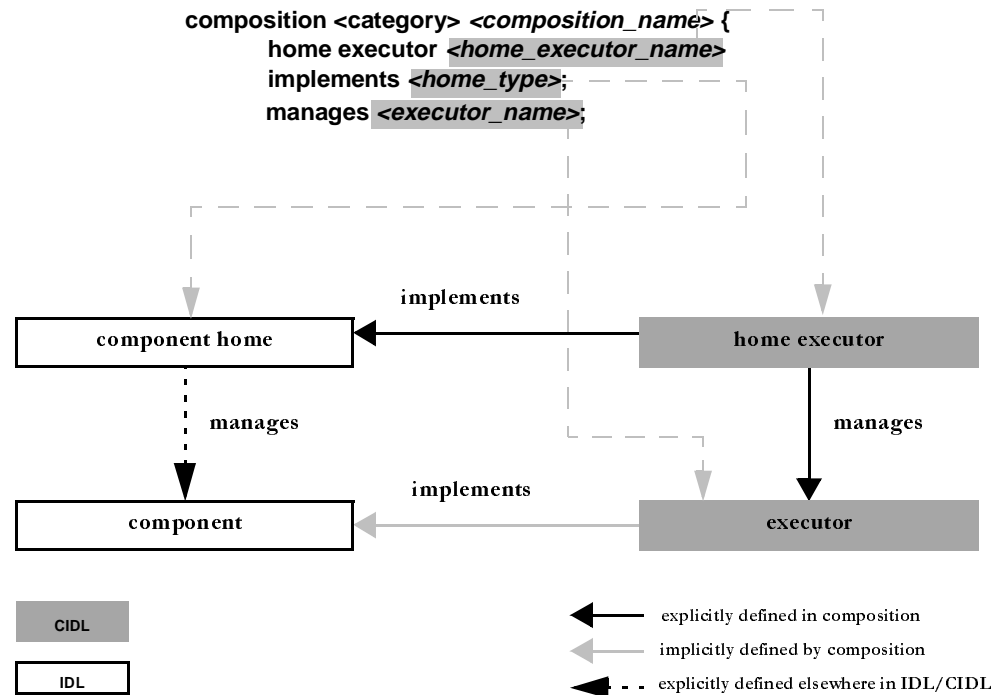 composition <category> <composition_name> {
home executor <home_executor_name>
implements <home_type>;
manages <executor_name>;
implements
component home
home executor
manages
manages
implements
component
executor
CIDL
explicitly defined in composition
implicitly defined by composition
IDL
explicitly defined elsewhere in IDL/CIDL